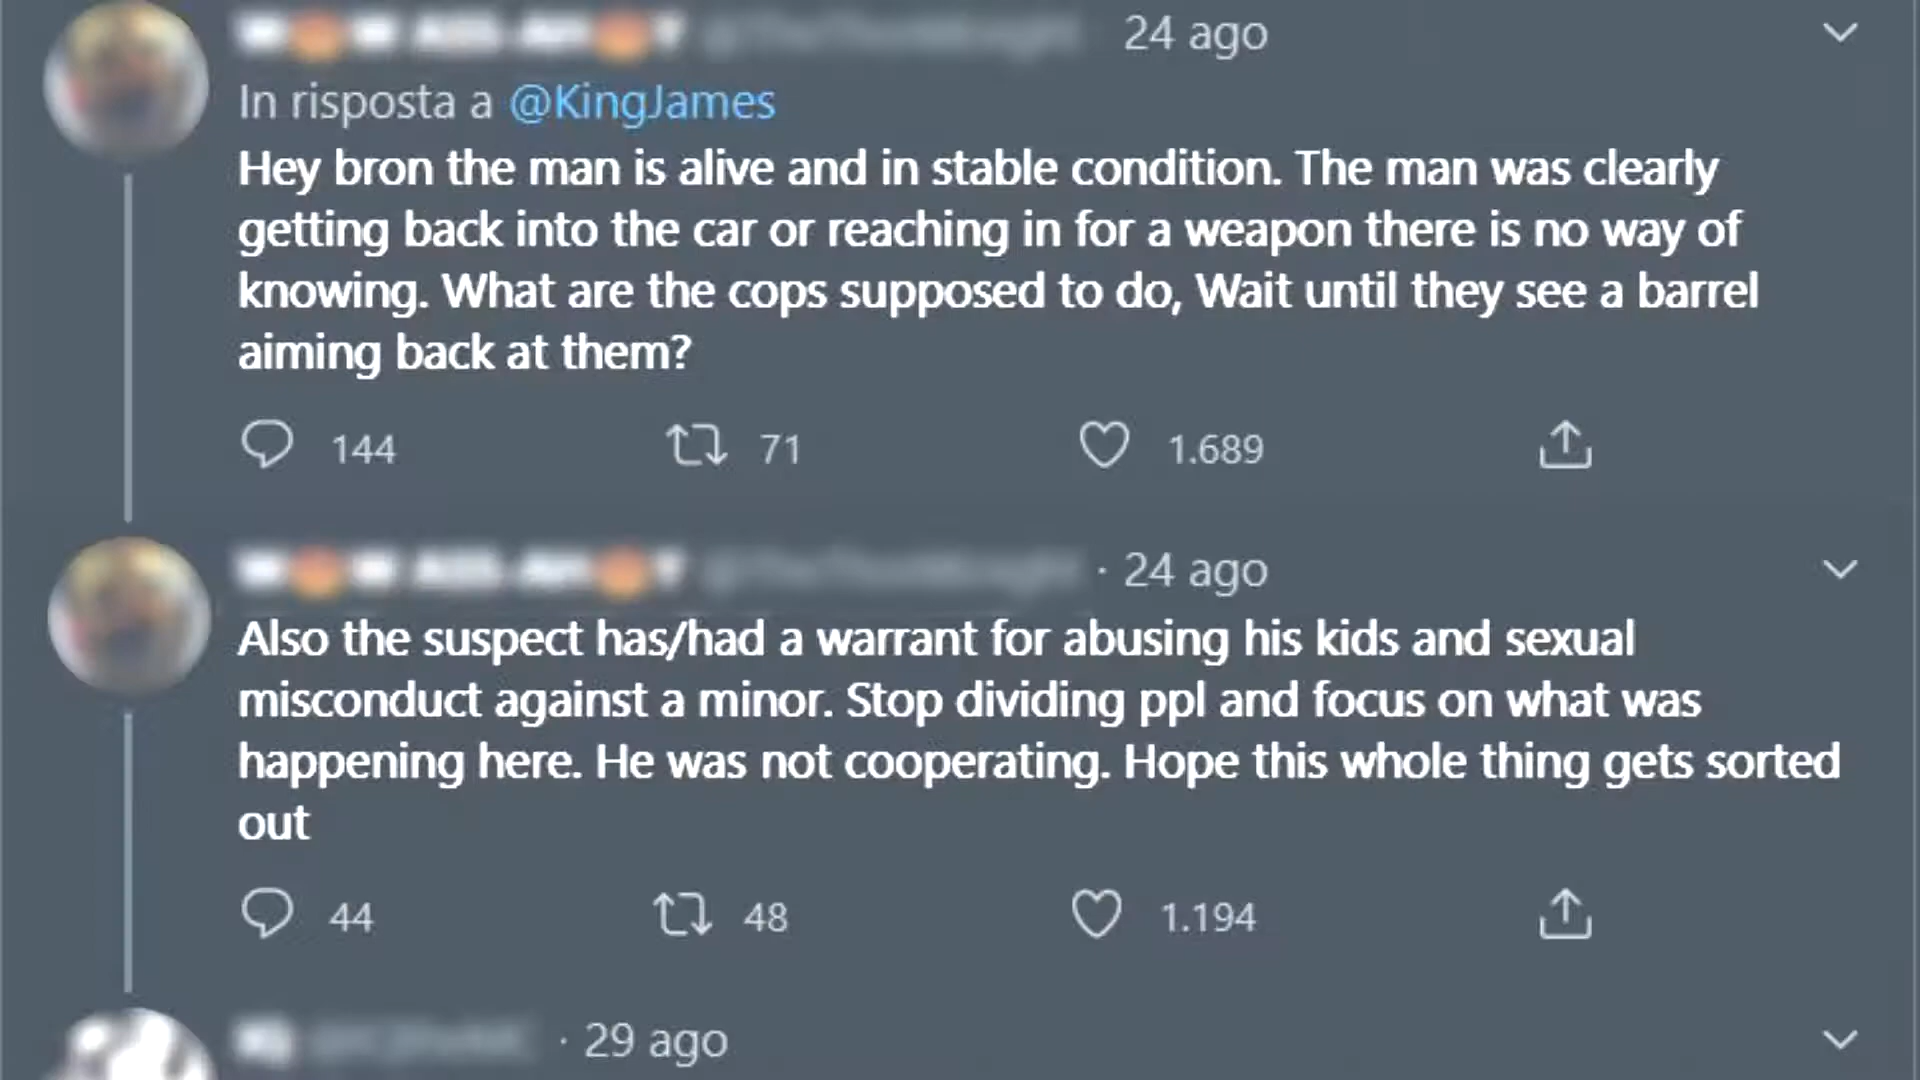 24 ago
In risposta a @KingJames
Hey bron the man is alive and in stable condition. The man was clearly
getting back into the car or reaching in for a weapon there is no way of
knowing. What are the cops supposed to do, Wait until they see a barrel
aiming back at them?
144 71 1.689
· 24 ago
Also the suspect has/had a warrant for abusing his kids and sexual
misconduct against a minor. Stop dividing ppl and focus on what was
happening here. He was not cooperating. Hope this whole thing gets sorted
out
44 48 1.194
· 29 ago